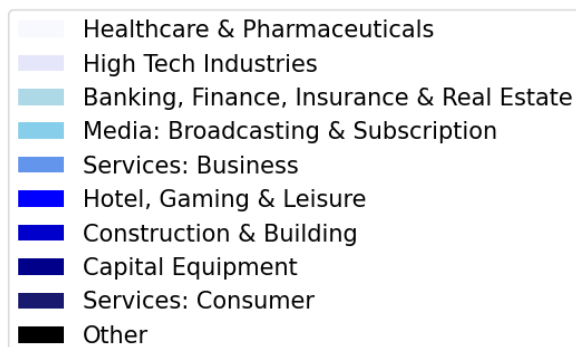 Healthcare & Pharmaceuticals
High Tech Industries
Banking, Finance, Insurance & Real Estate
Media: Broadcasting & Subscription
Services: Business
Hotel, Gaming & Leisure
Construction & Building
Capital Equipment
Services: Consumer
Other